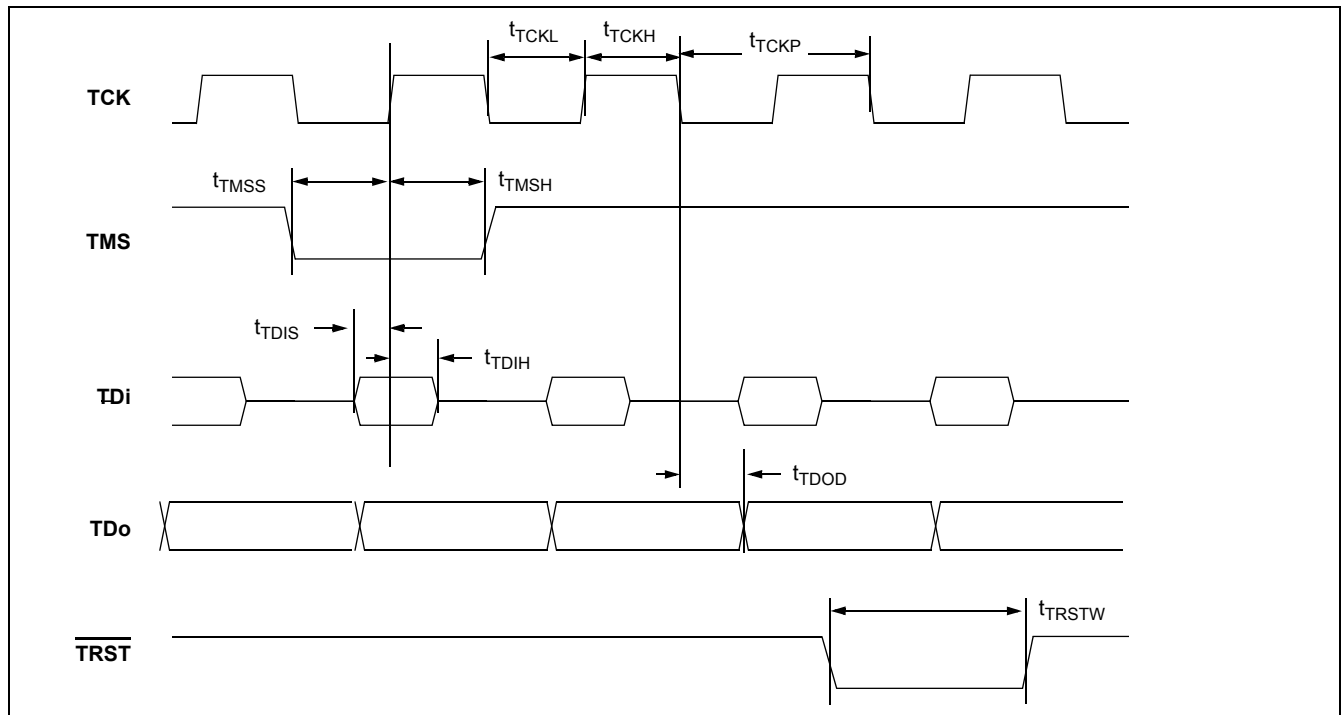 tTCKL tTCKH tTCKP
TCK
tTMSS tTMSH
TMS
tTDIS
tTDIH
TDi
tTDOD
TDo
tTRSTW
TRST